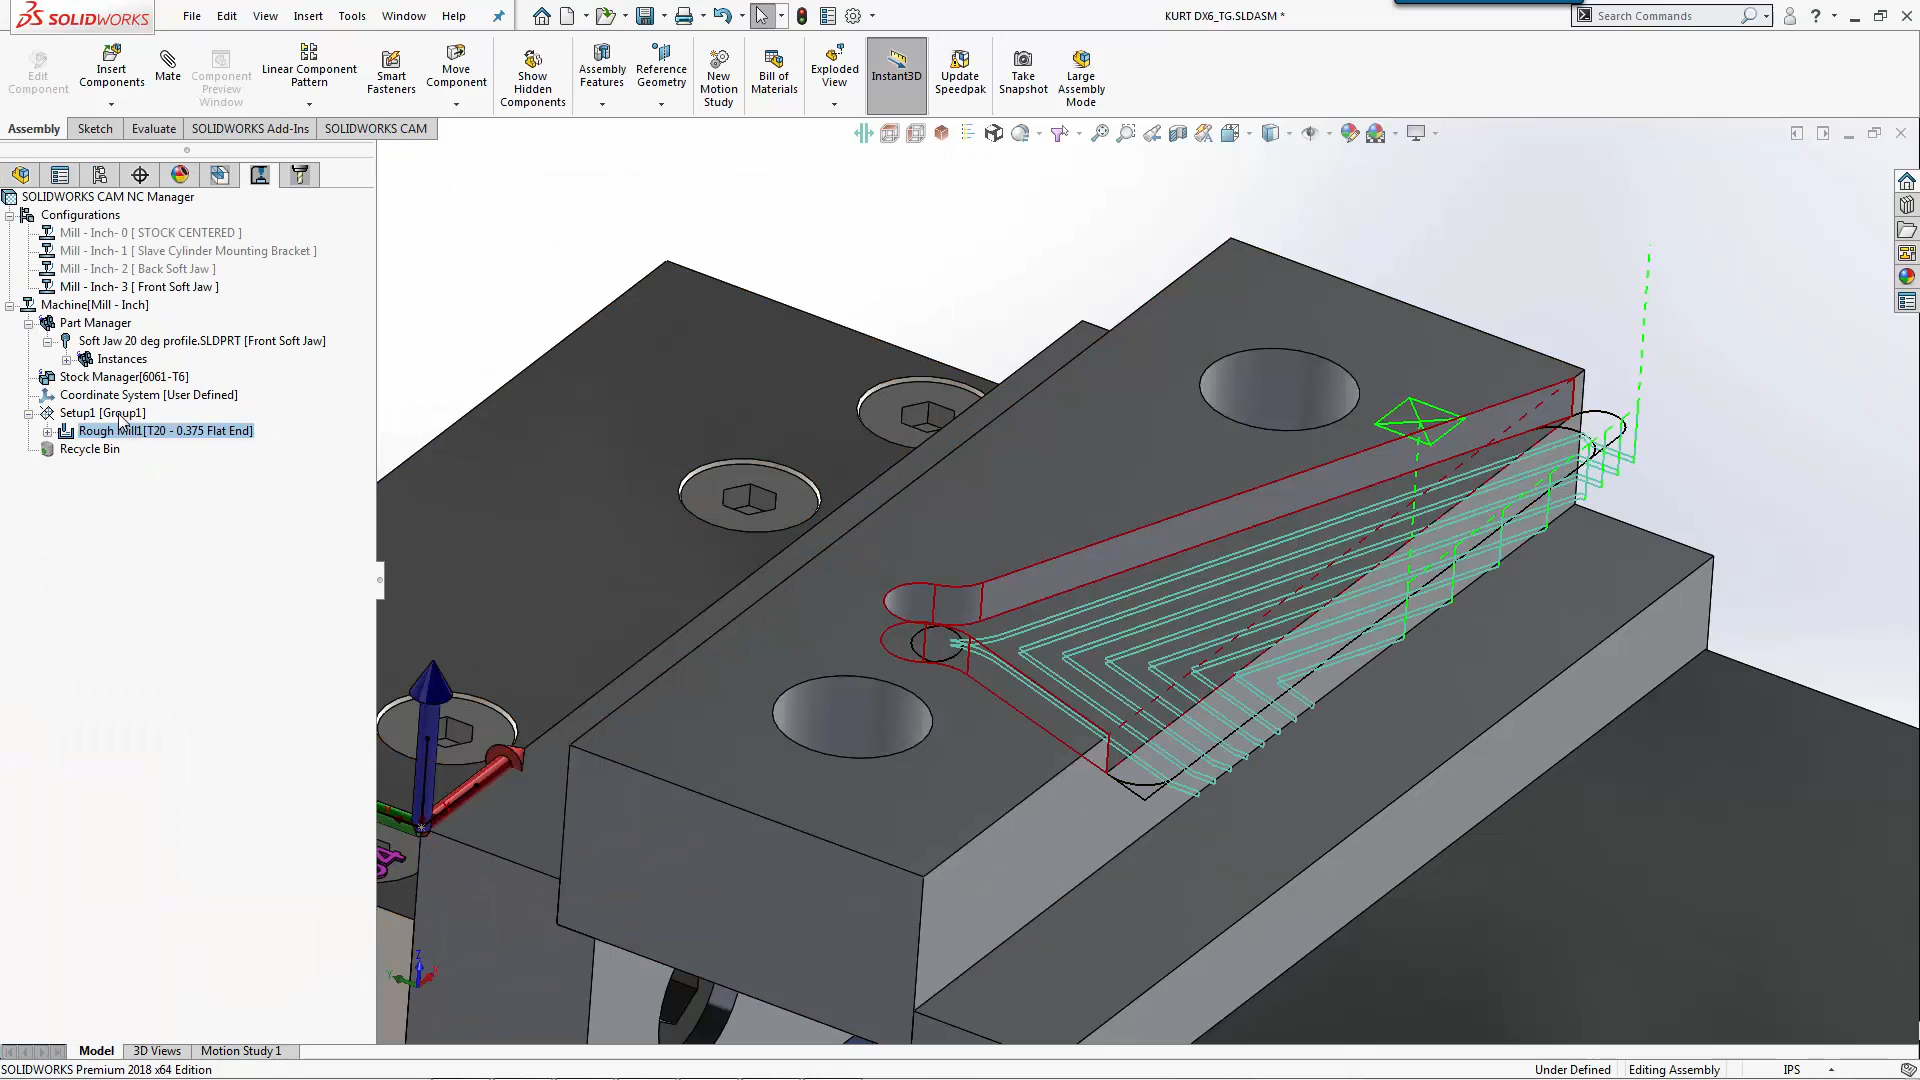 SOLIDWORKS
File Edit View Insert Tools Window Help
KURT DX6_TG.SLDASM *
Search Commands
Edit Component
Insert Components
Mate
Component Preview Window
Linear Component Pattern
Smart Fasteners
Move Component
Show Hidden Components
Assembly Features
Reference Geometry
New Motion Study
Bill of Materials
Exploded View
Instant3D
Update Speedpak
Take Snapshot
Large Assembly Mode
Assembly Sketch Evaluate SOLIDWORKS Add-Ins SOLIDWORKS CAM
SOLIDWORKS CAM NC Manager
Configurations
Mill - Inch- 0 [ STOCK CENTERED ]
Mill - Inch- 1 [ Slave Cylinder Mounting Bracket ]
Mill - Inch- 2 [ Back Soft Jaw ]
Mill - Inch- 3 [ Front Soft Jaw ]
Machine[Mill - Inch]
Part Manager
Soft Jaw 20 deg profile.SLDPRT [Front Soft Jaw]
Instances
Stock Manager[6061-T6]
Coordinate System [User Defined]
Setup1 [Group1]
Rough Mill1[T20 - 0.375 Flat End]
Recycle Bin
Z
Y
X
Model 3D Views Motion Study 1
SOLIDWORKS Premium 2018 x64 Edition
Under Defined Editing Assembly IPS